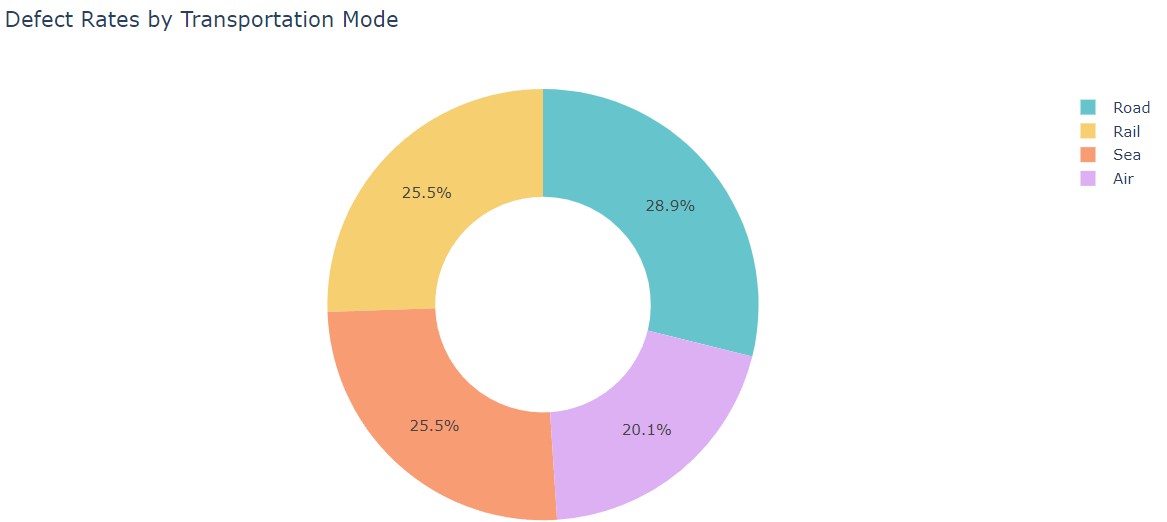 Defect Rates by Transportation Mode
Road
Rail
Sea
Air
25.5%
28.9%
25.5%
20.1%